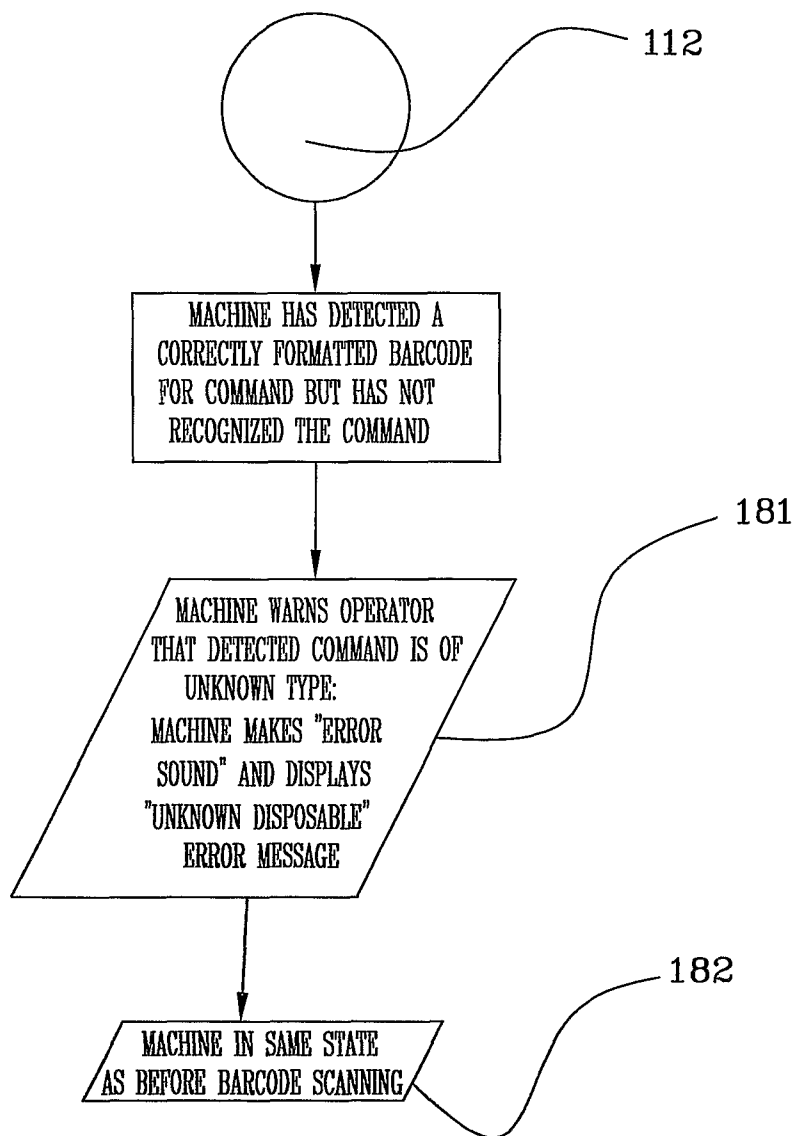 112
MACHINE HAS DETECTED A
CORRECTLY FORMATTED BARCODE
FOR COMMAND BUT HAS NOT
RECOGNIZED THE COMMAND
181
MACHINE WARNS OPERATOR
THAT DETECTED COMMAND IS OF
UNKNOWN TYPE:
MACHINE MAKES "ERROR
SOUND" AND DISPLAYS
"UNKNOWN DISPOSABLE"
ERROR MESSAGE
182
MACHINE IN SAME STATE
AS BEFORE BARCODE SCANNING